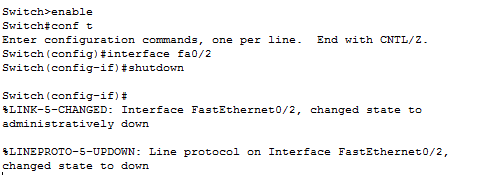 Switch>enable
Switch#conf t
Enter configuration commands, one per line.  End with CNTL/Z.
Switch(config)#interface fa0/2
Switch(config-if)#shutdown
Switch(config-if)#
%LINK-5-CHANGED: Interface FastEthernet0/2, changed state to
administratively down
%LINEPROTO-5-UPDOWN: Line protocol on Interface FastEthernet0/2,
changed state to down